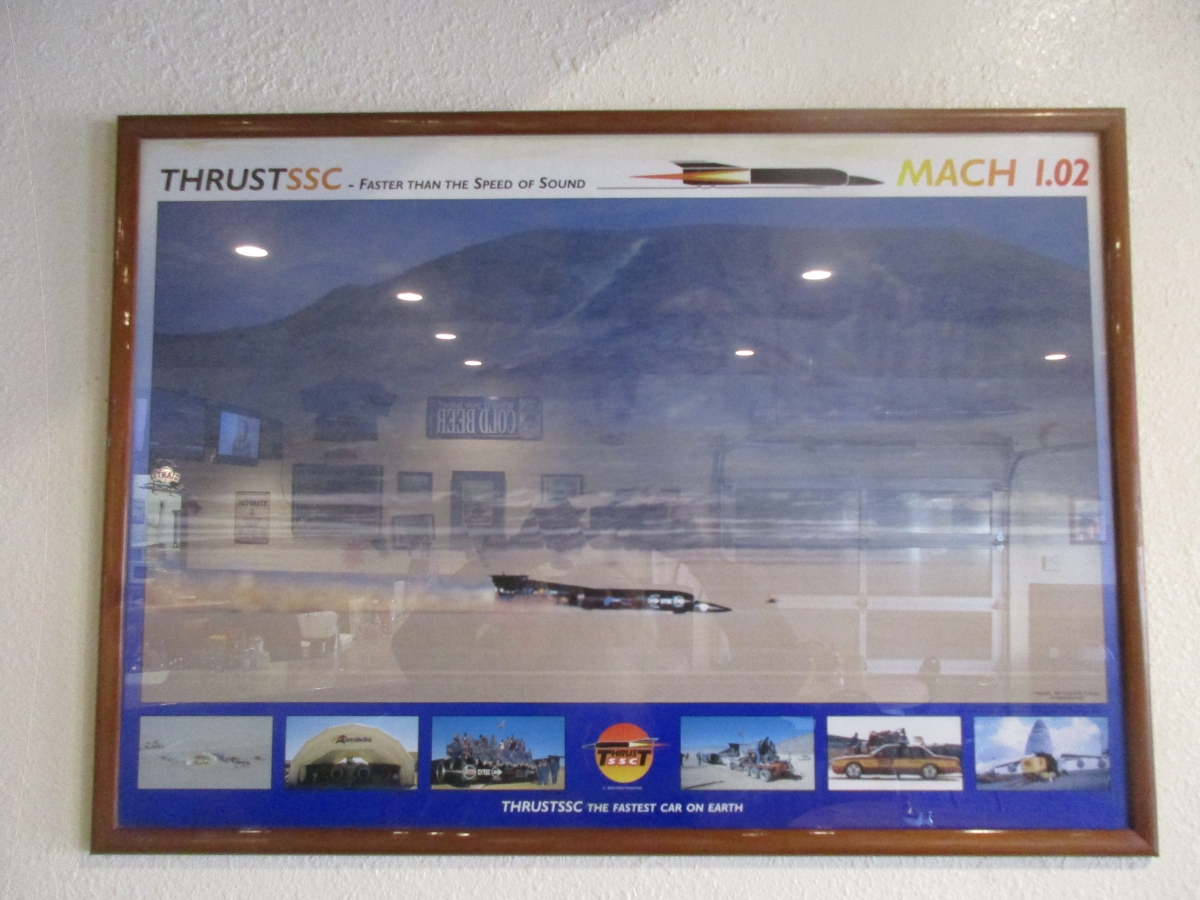 THRUSTSSC - FASTER THAN THE SPEED OF SOUND
MACH 1.02
COLD BEER
THRUST
SSC
THRUSTSSC THE FASTEST CAR ON EARTH